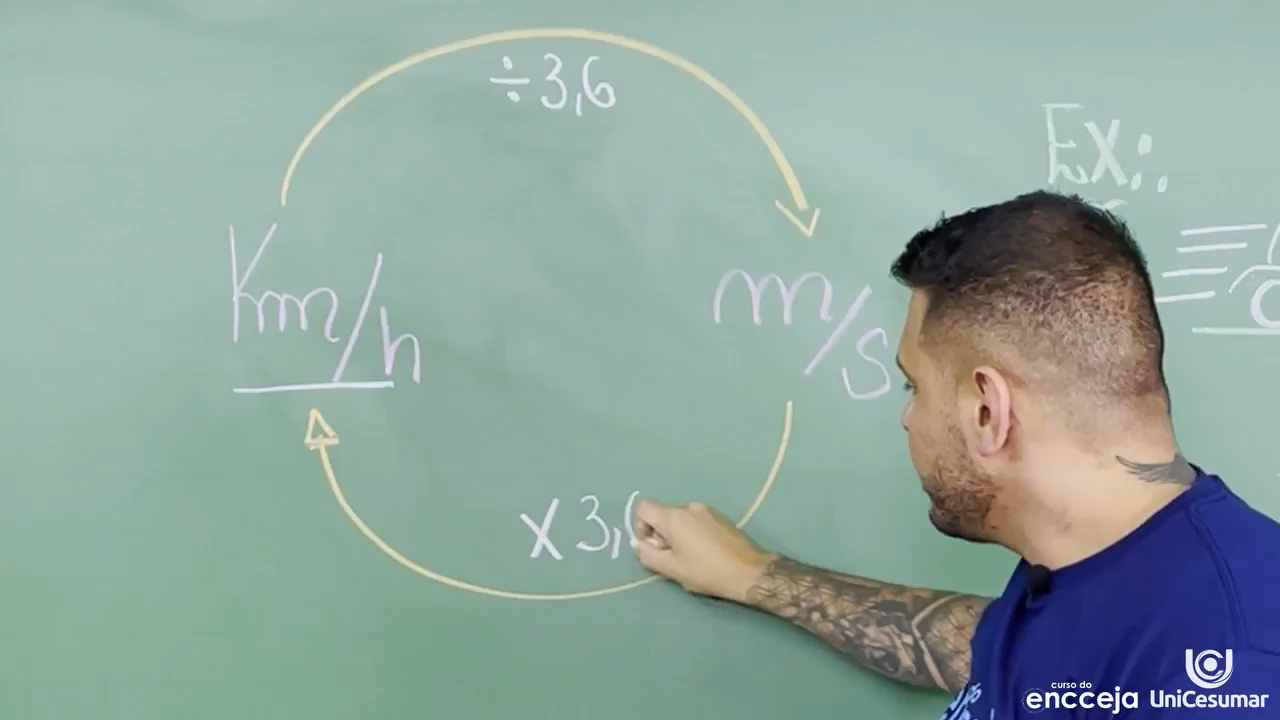 ÷3,6
Ex:.
Km/h
m/s
x 3,6
curso do
encceja
UniCesumar